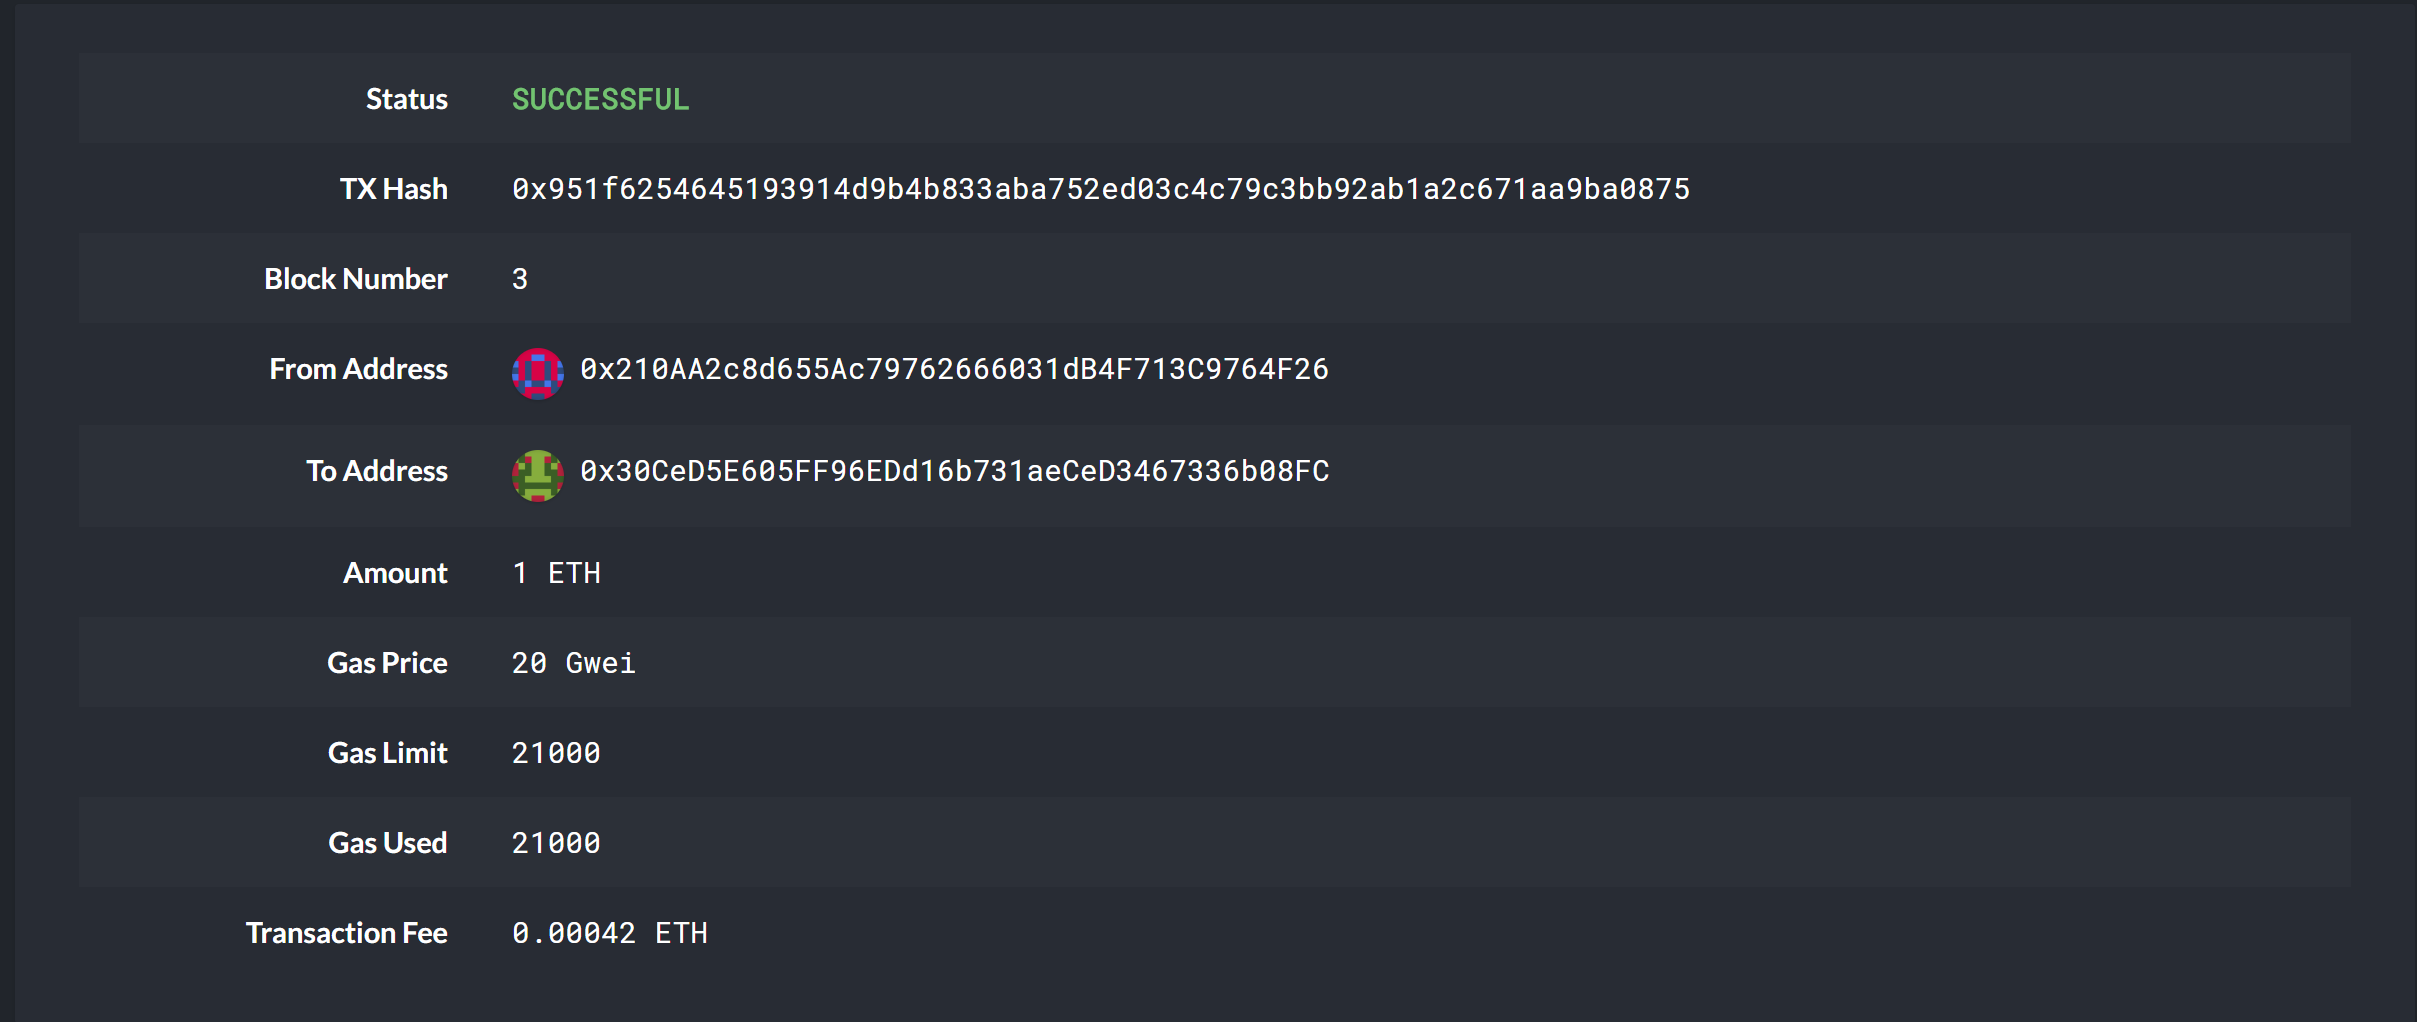 Status SUCCESSFUL
TX Hash 0x951f6254645193914d9b4b833aba752ed03c4c79c3bb92ab1a2c671aa9ba0875
Block Number 3
From Address 0x210AA2c8d655Ac79762666031dB4F713C9764F26
To Address 0x30CeD5E605FF96EDd16b731aeCeD3467336b08FC
Amount 1 ETH
Gas Price 20 Gwei
Gas Limit 21000
Gas Used 21000
Transaction Fee 0.00042 ETH